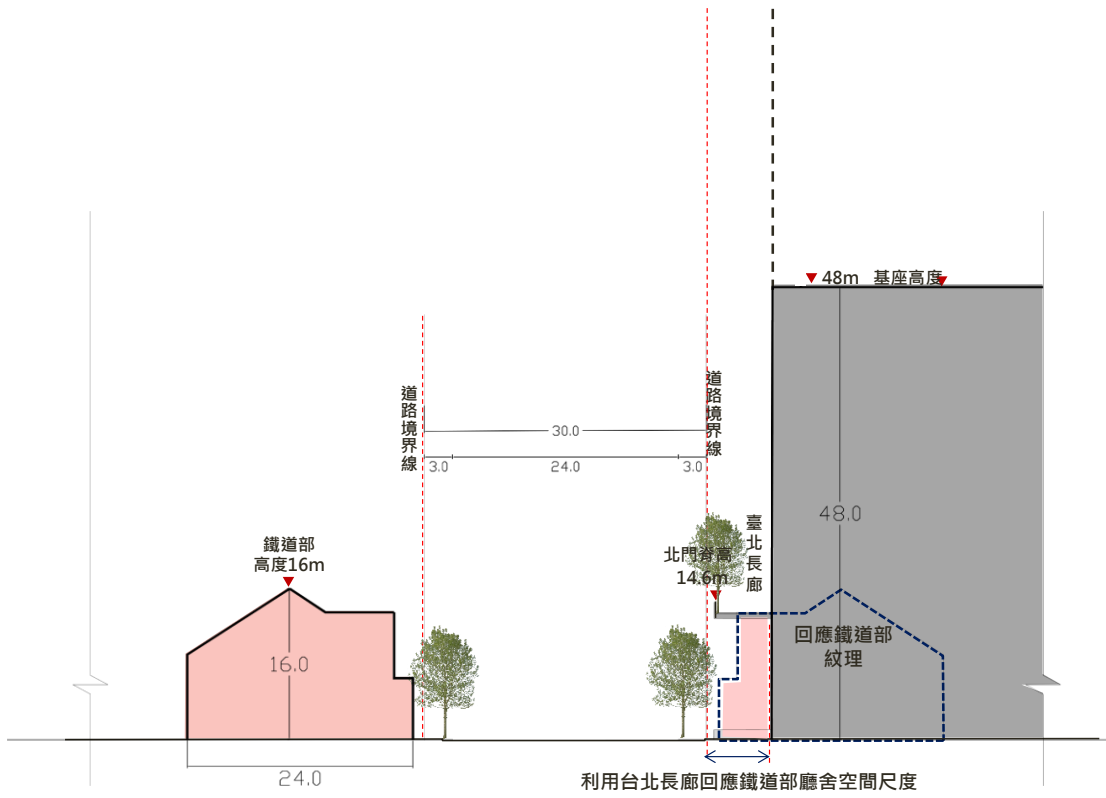 48m 基座高度
道路境界線
道路境界線
30.0
3.0
24.0
3.0
48.0
臺北長廊
鐵道部
高度16m
北門脊高
14.6m
回應鐵道部
紋理
16.0
24.0
利用台北長廊回應鐵道部廳舍空間尺度